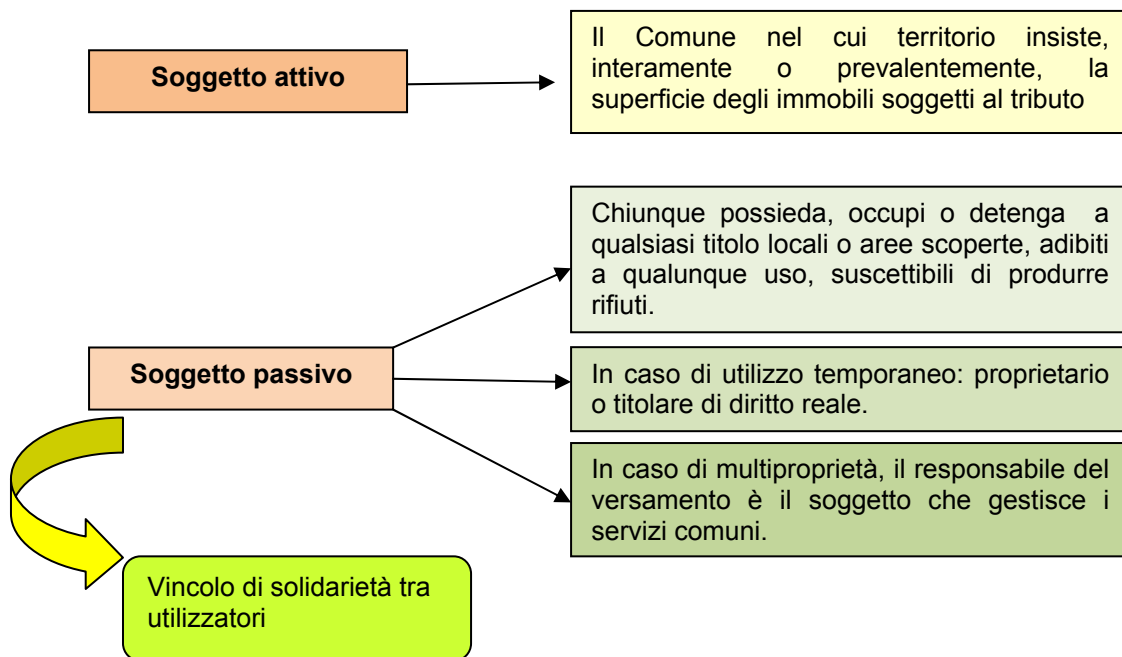 Soggetto attivo
Il Comune nel cui territorio insiste,
interamente o prevalentemente, la
superficie degli immobili soggetti al tributo
Soggetto passivo
Chiunque possieda, occupi o detenga a
qualsiasi titolo locali o aree scoperte, adibiti
a qualunque uso, suscettibili di produrre
rifiuti.
In caso di utilizzo temporaneo: proprietario
o titolare di diritto reale.
In caso di multiproprietà, il responsabile del
versamento è il soggetto che gestisce i
servizi comuni.
Vincolo di solidarietà tra
utilizzatori